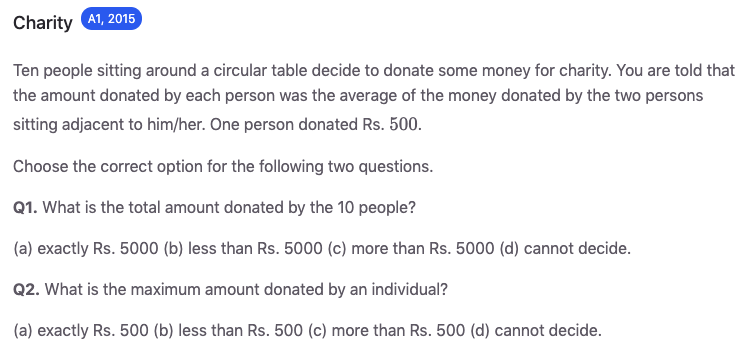 Charity A1, 2015
Ten people sitting around a circular table decide to donate some money for charity. You are told that
the amount donated by each person was the average of the money donated by the two persons
sitting adjacent to him/her. One person donated Rs. 500.
Choose the correct option for the following two questions.
Q1. What is the total amount donated by the 10 people?
(a) exactly Rs. 5000 (b) less than Rs. 5000 (c) more than Rs. 5000 (d) cannot decide.
Q2. What is the maximum amount donated by an individual?
(a) exactly Rs. 500 (b) less than Rs. 500 (c) more than Rs. 500 (d) cannot decide.